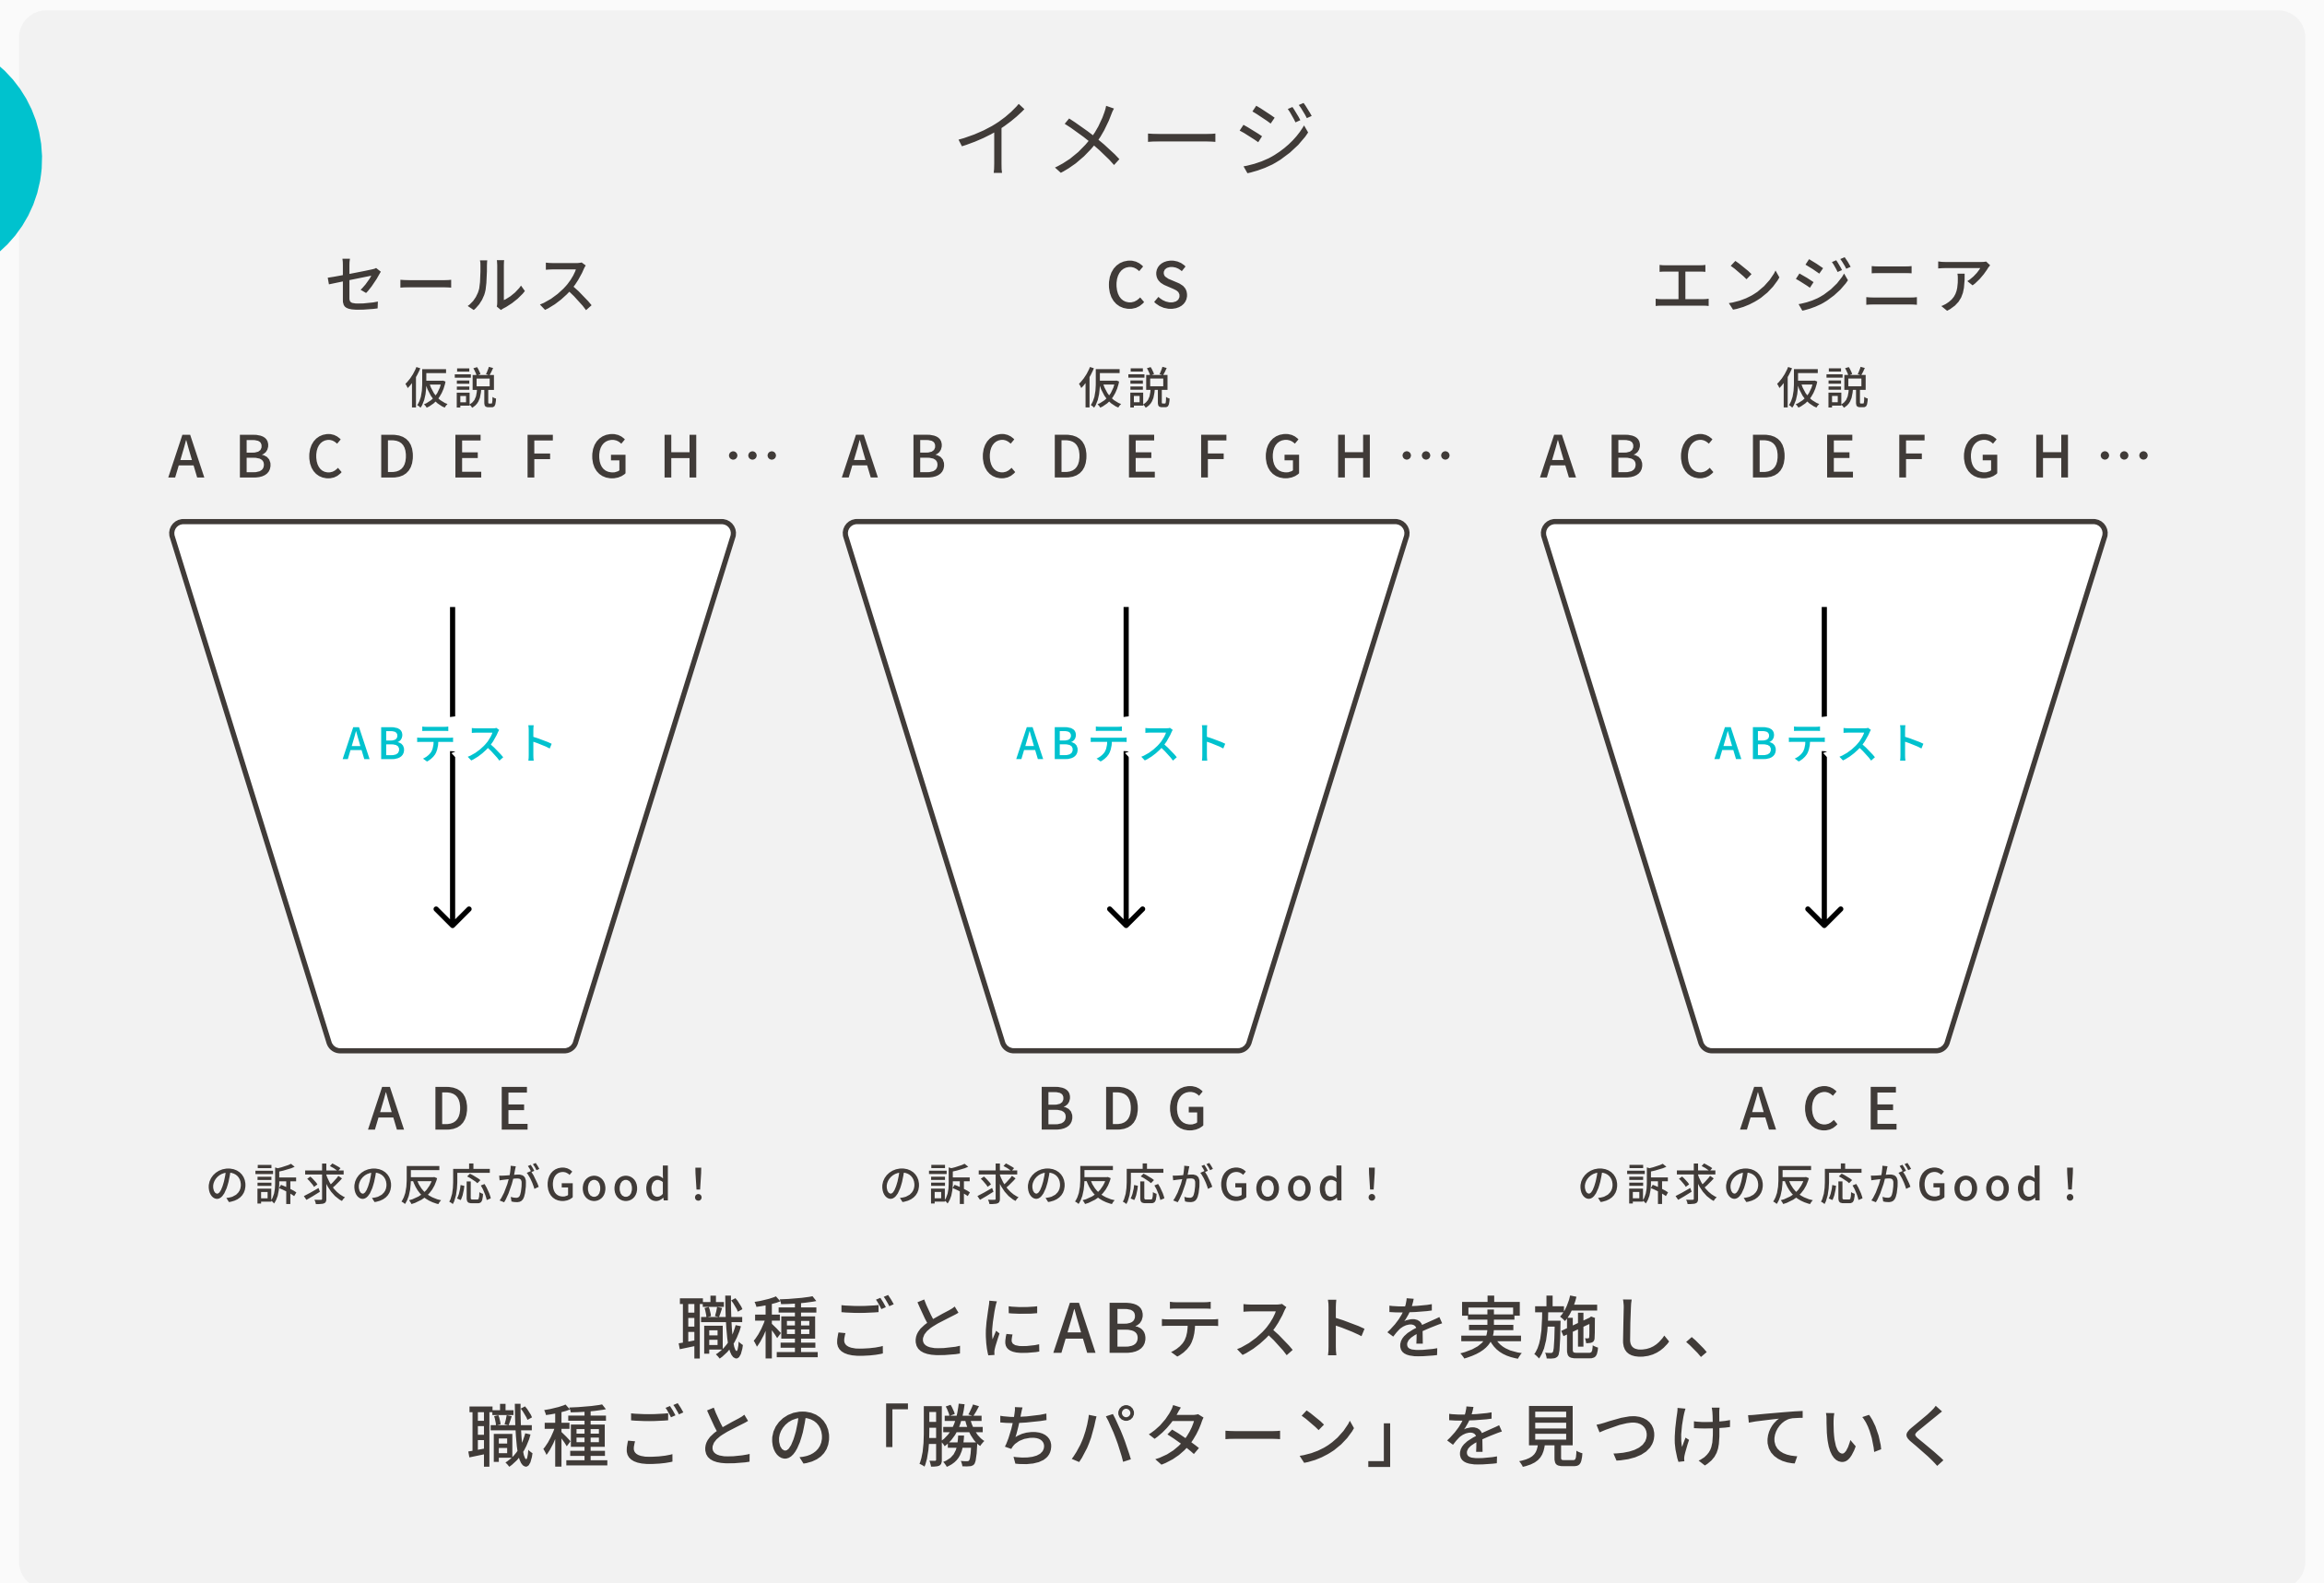 イメージ
セールス
仮説
A B C D E F G H …
ABテスト
A D E
の訴求の反応がGood！
CS
仮説
A B C D E F G H …
ABテスト
B D G
の訴求の反応がGood！
エンジニア
仮説
A B C D E F G H …
ABテスト
A C E
の訴求の反応がGood！
職種ごとにABテストを実施し、
職種ごとの「勝ちパターン」を見つけていく